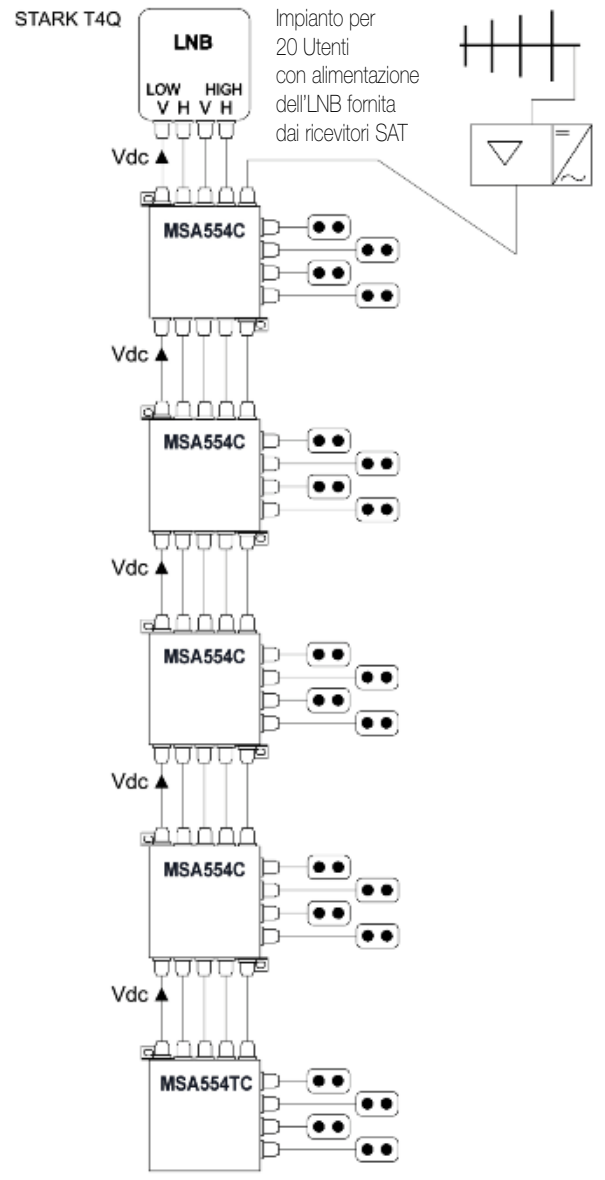 STARK T4Q
LNB
LOW HIGH
V H V H
Impianto per
20 Utenti
con alimentazione
dell'LNB fornita
dai ricevitori SAT
Vdc
MSA554C
Vdc
MSA554C
Vdc
MSA554C
Vdc
MSA554C
Vdc
MSA554TC